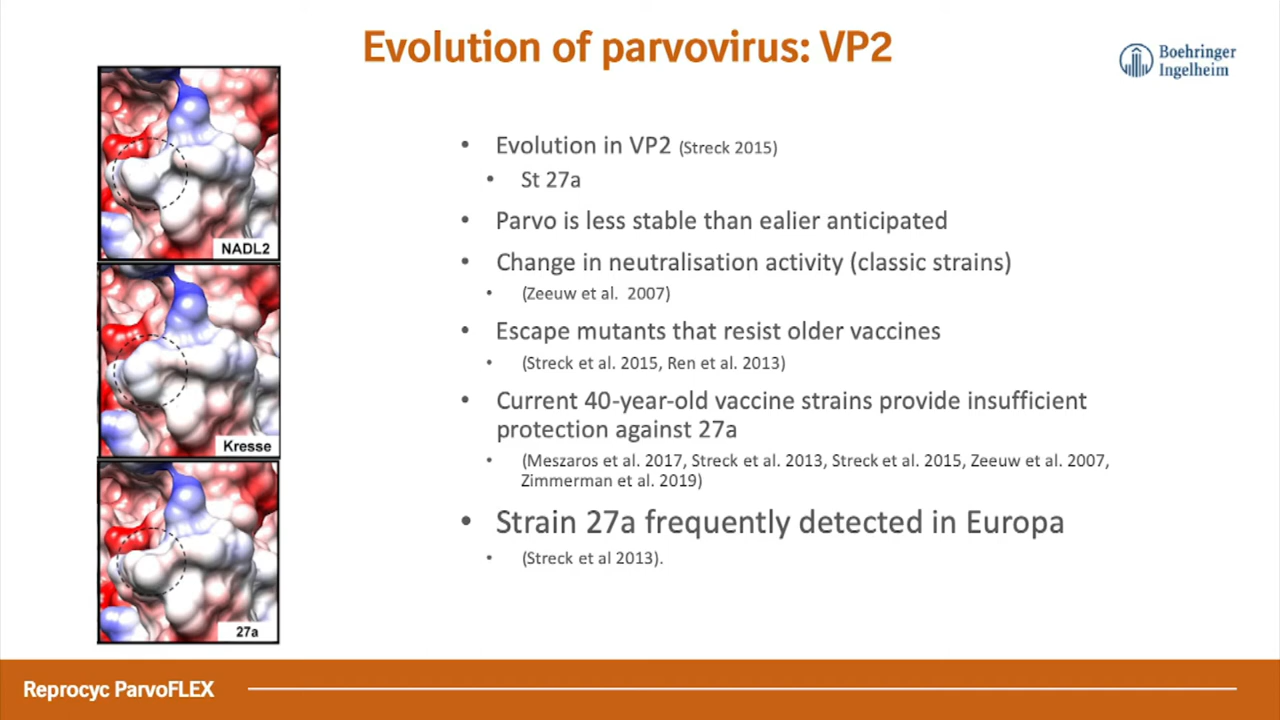 Evolution of parvovirus: VP2
Boehringer
Ingelheim
NADL2
Kresse
27a
• Evolution in VP2 (Streck 2015)
• St 27a
• Parvo is less stable than ealier anticipated
• Change in neutralisation activity (classic strains)
• (Zeeuw et al. 2007)
• Escape mutants that resist older vaccines
• (Streck et al. 2015, Ren et al. 2013)
• Current 40-year-old vaccine strains provide insufficient
protection against 27a
• (Meszaros et al. 2017, Streck et al. 2013, Streck et al. 2015, Zeeuw et al. 2007,
Zimmerman et al. 2019)
• Strain 27a frequently detected in Europa
• (Streck et al 2013).
Reprocyc ParvoFLEX